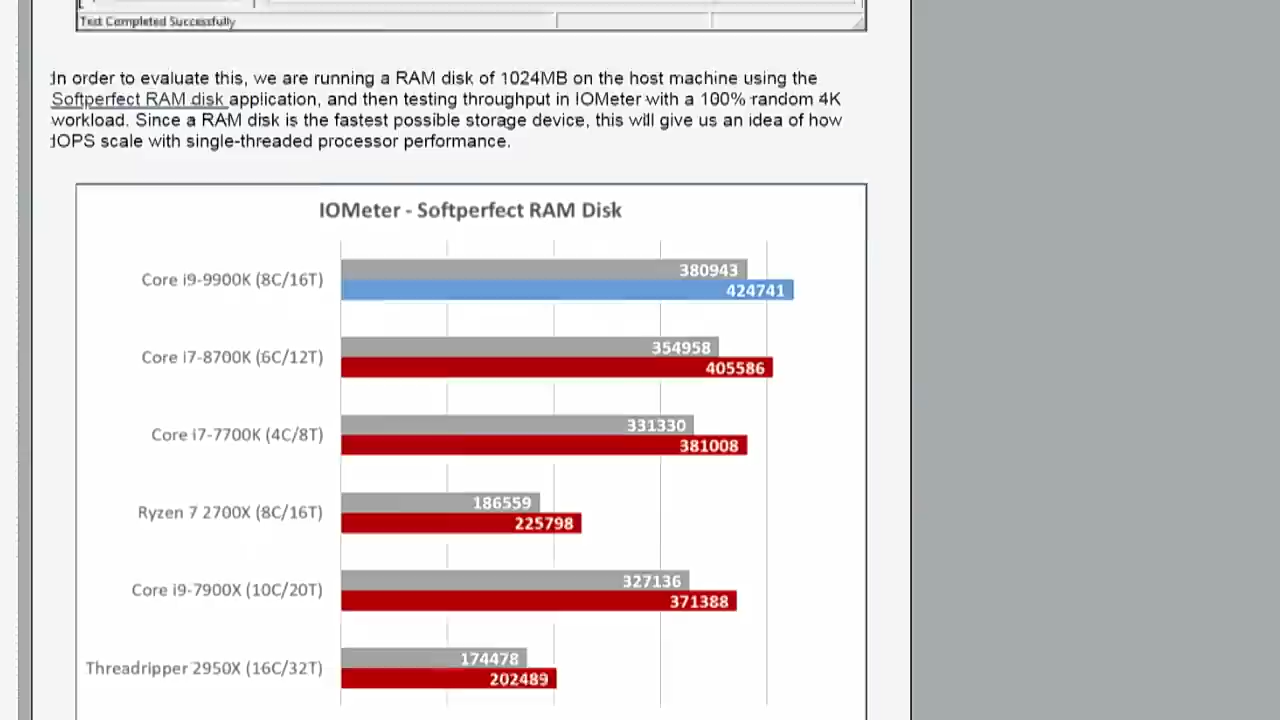 Test Completed Successfully
In order to evaluate this, we are running a RAM disk of 1024MB on the host machine using the
Softperfect RAM disk application, and then testing throughput in IOMeter with a 100% random 4K
workload. Since a RAM disk is the fastest possible storage device, this will give us an idea of how
IOPS scale with single-threaded processor performance.
IOMeter - Softperfect RAM Disk
Core i9-9900K (8C/16T)
380943
424741
Core i7-8700K (6C/12T)
354958
405586
Core i7-7700K (4C/8T)
331330
381008
Ryzen 7 2700X (8C/16T)
186559
225798
Core i9-7900X (10C/20T)
327136
371388
Threadripper 2950X (16C/32T)
174478
202489